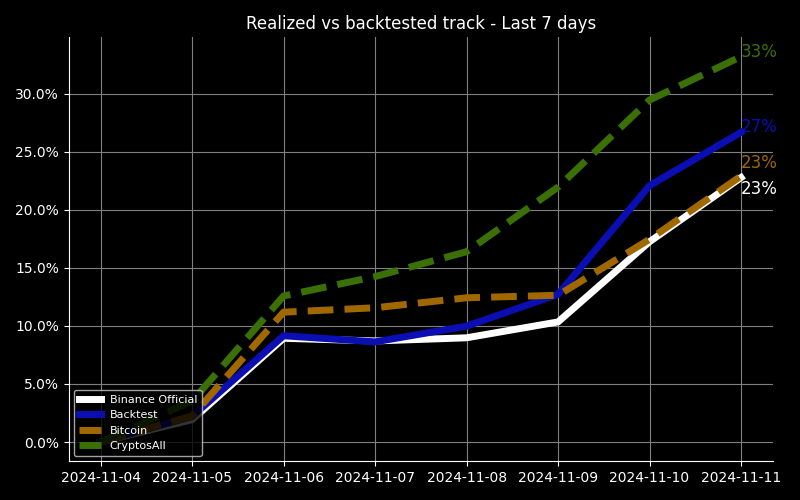 Realized vs backtested track - Last 7 days
33%
30.0%
27%
25.0%
23%
23%
20.0%
15.0%
10.0%
5.0%
0.0%
Binance Official
Backtest
Bitcoin
CryptosAll
2024-11-04 2024-11-05 2024-11-06 2024-11-07 2024-11-08 2024-11-09 2024-11-10 2024-11-11